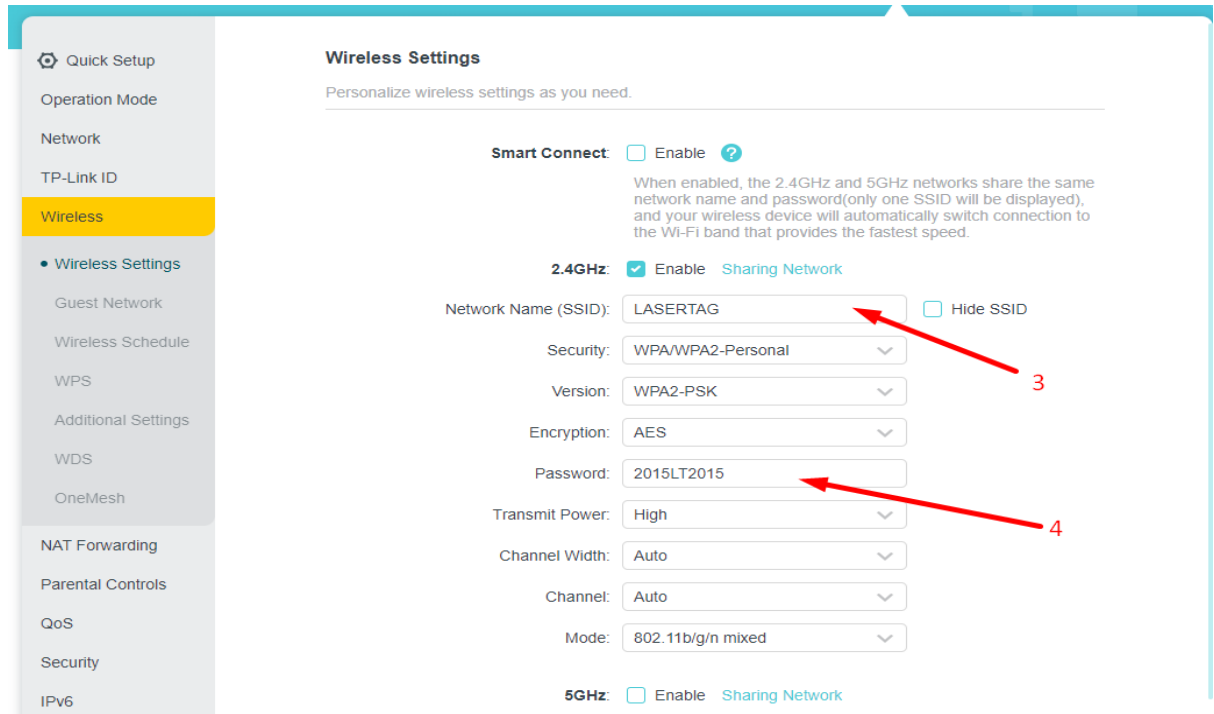 Quick Setup
Operation Mode
Network
TP-Link ID
Wireless
Wireless Settings
Guest Network
Wireless Schedule
WPS
Additional Settings
WDS
OneMesh
NAT Forwarding
Parental Controls
QoS
Security
IPv6
Wireless Settings
Personalize wireless settings as you need.
Smart Connect: Enable ?
When enabled, the 2.4GHz and 5GHz networks share the same
network name and password(only one SSID will be displayed),
and your wireless device will automatically switch connection to
the Wi-Fi band that provides the fastest speed.
2.4GHz: Enable Sharing Network
Network Name (SSID): LASERTAG Hide SSID
3
Security: WPA/WPA2-Personal
Version: WPA2-PSK
Encryption: AES
Password: 2015LT2015
4
Transmit Power: High
Channel Width: Auto
Channel: Auto
Mode: 802.11b/g/n mixed
5GHz: Enable Sharing Network